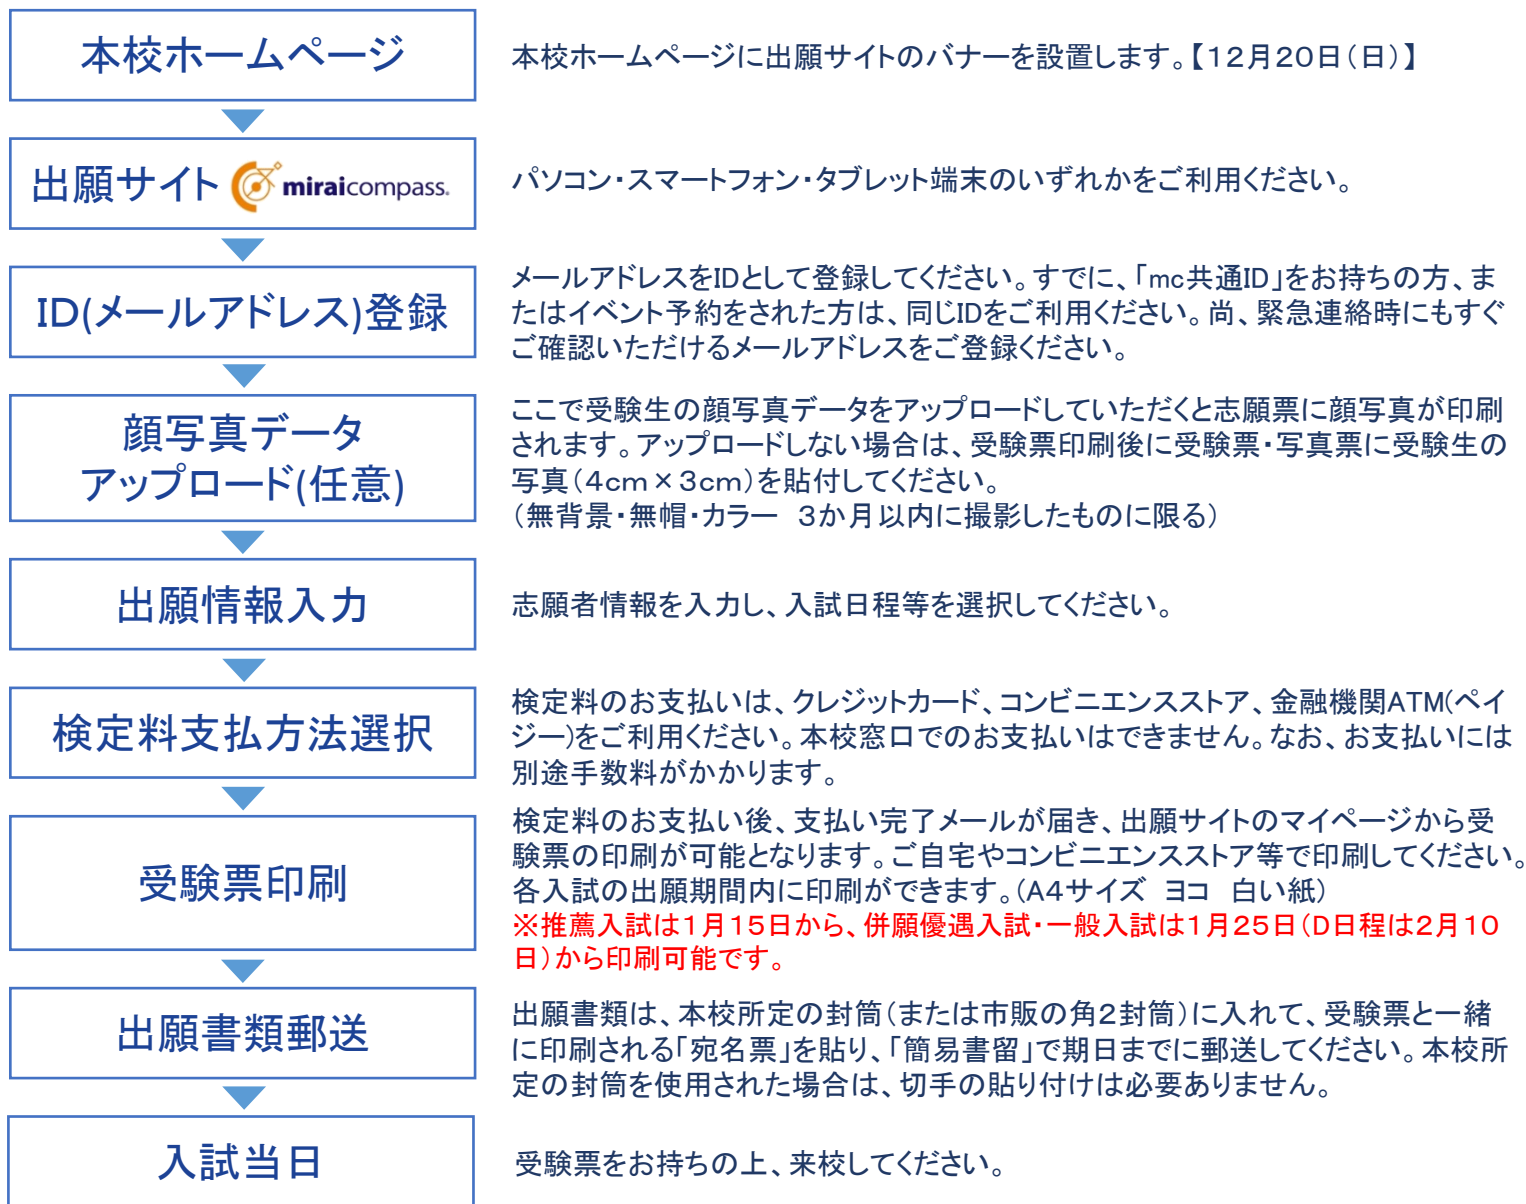 本校ホームページ
本校ホームページに出願サイトのバナーを設置します。【１２月２０日（日）】
出願サイト miraicompass.
パソコン・スマートフォン・タブレット端末のいずれかをご利用ください。
ID(メールアドレス)登録
メールアドレスをIDとして登録してください。すでに、「mc共通ID」をお持ちの方、ま
たはイベント予約をされた方は、同じIDをご利用ください。尚、緊急連絡時にもすぐ
ご確認いただけるメールアドレスをご登録ください。
顔写真データ
アップロード(任意)
ここで受験生の顔写真データをアップロードしていただくと志願票に顔写真が印刷
されます。アップロードしない場合は、受験票印刷後に受験票・写真票に受験生の
写真（４cm×３cm）を貼付してください。
（無背景・無帽・カラー　３か月以内に撮影したものに限る）
出願情報入力
志願者情報を入力し、入試日程等を選択してください。
検定料支払方法選択
検定料のお支払いは、クレジットカード、コンビニエンスストア、金融機関ATM(ペイ
ジー)をご利用ください。本校窓口でのお支払いはできません。なお、お支払いには
別途手数料がかかります。
受験票印刷
検定料のお支払い後、支払い完了メールが届き、出願サイトのマイページから受
験票の印刷が可能となります。ご自宅やコンビニエンスストア等で印刷してください。
各入試の出願期間内に印刷ができます。（A４サイズ　ヨコ　白い紙）
※推薦入試は１月１５日から、併願優遇入試・一般入試は１月２５日（D日程は２月１０
日）から印刷可能です。
出願書類郵送
出願書類は、本校所定の封筒（または市販の角２封筒）に入れて、受験票と一緒
に印刷される「宛名票」を貼り、「簡易書留」で期日までに郵送してください。本校所
定の封筒を使用された場合は、切手の貼り付けは必要ありません。
入試当日
受験票をお持ちの上、来校してください。